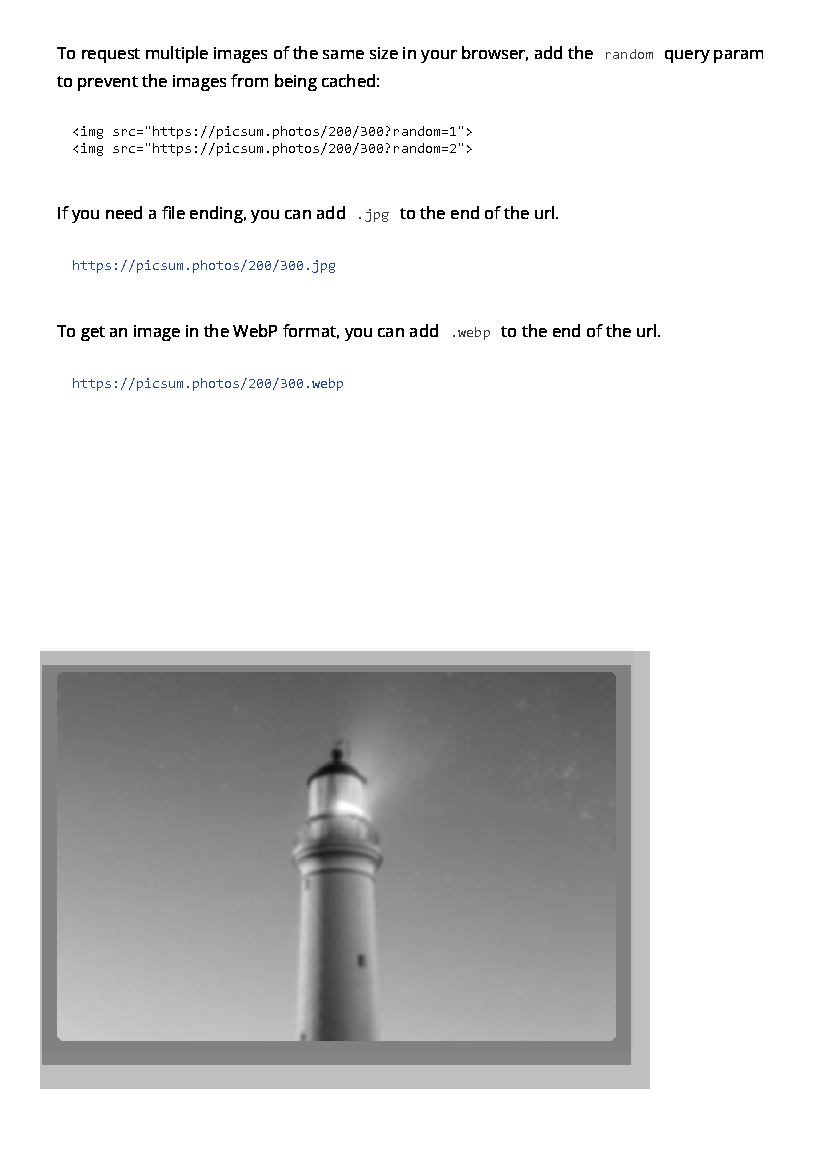 To request multiple images of the same size in your browser, add the random query param
to prevent the images from being cached:
<img src="https://picsum.photos/200/300?random=1">
<img src="https://picsum.photos/200/300?random=2">
If you need a file ending, you can add .jpg to the end of the url.
https://picsum.photos/200/300.jpg
To get an image in the WebP format, you can add .webp to the end of the url.
https://picsum.photos/200/300.webp